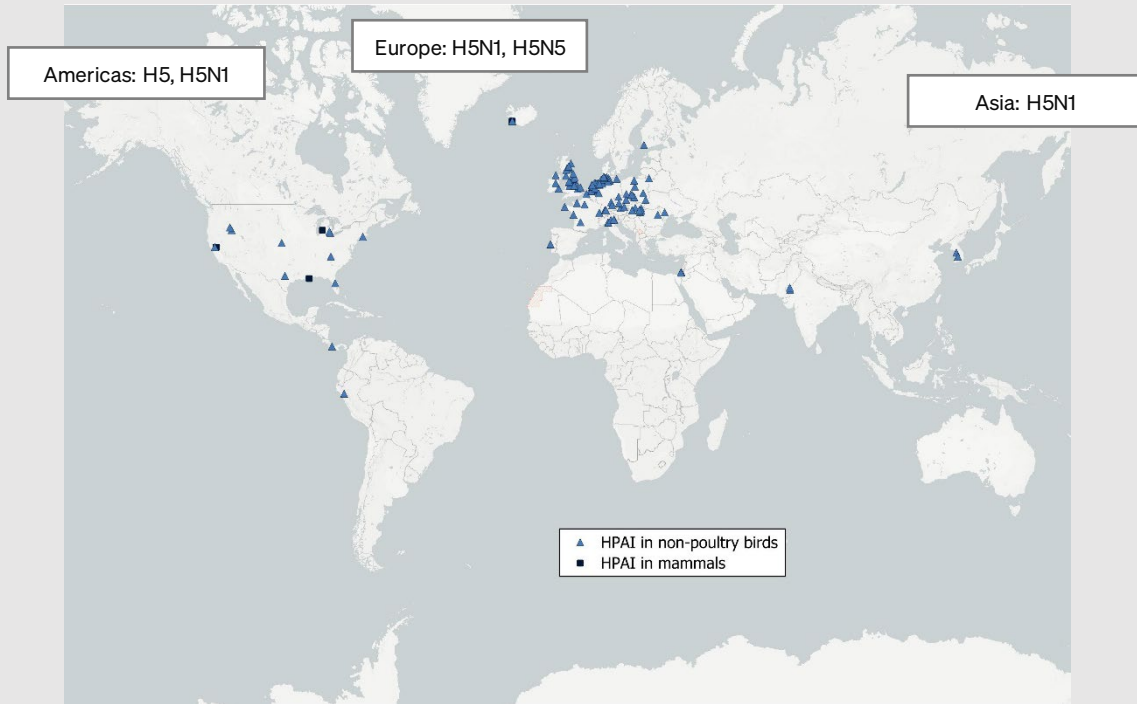 Europe: H5N1, H5N5
Americas: H5, H5N1
Asia: H5N1
HPAI in non-poultry birds
HPAI in mammals